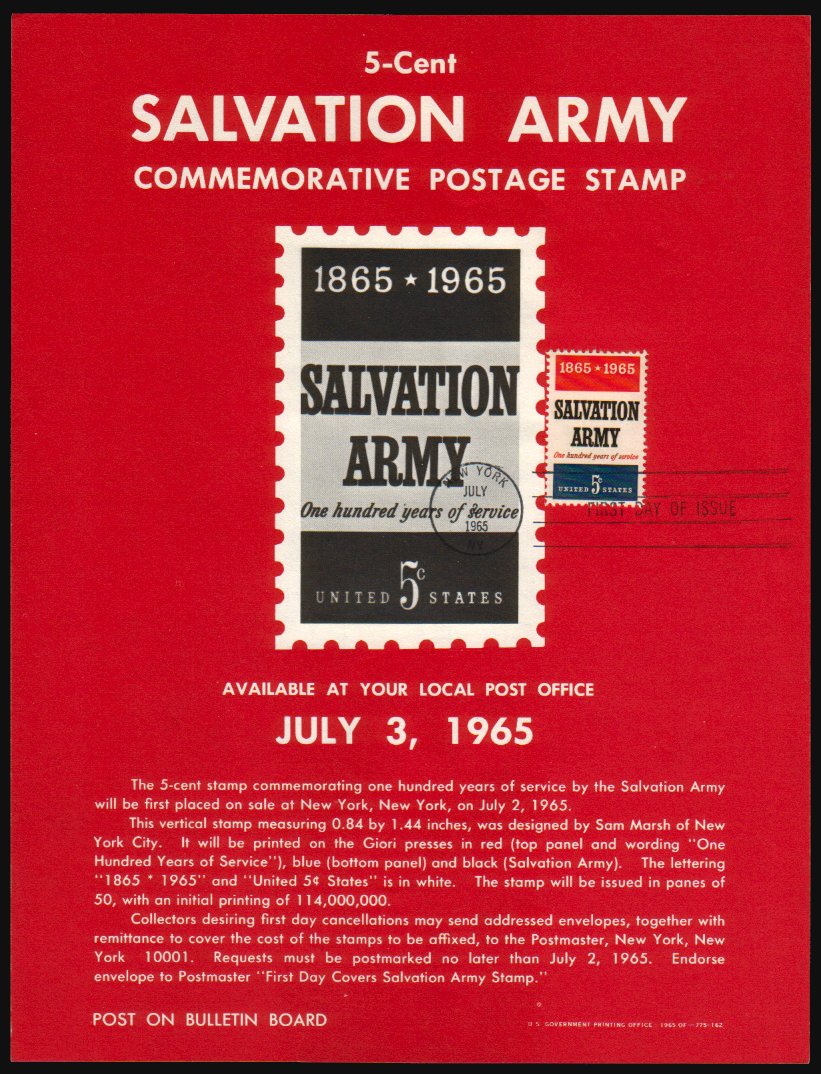 5-Cent
SALVATION ARMY
COMMEMORATIVE POSTAGE STAMP
1865 ★ 1965
SALVATION
ARMY
One hundred years of service
UNITED 5c STATES
1865 ★ 1965
SALVATION
ARMY
One hundred years of service
UNITED 5c STATES
NEW YORK
JULY
2
1965
NY
FIRST DAY OF ISSUE
AVAILABLE AT YOUR LOCAL POST OFFICE
JULY 3, 1965
The 5-cent stamp commemorating one hundred years of service by the Salvation Army
will be first placed on sale at New York, New York, on July 2, 1965.
This vertical stamp measuring 0.84 by 1.44 inches, was designed by Sam Marsh of New
York City. It will be printed on the Giori presses in red (top panel and wording "One
Hundred Years of Service"), blue (bottom panel) and black (Salvation Army). The lettering
"1865 * 1965" and "United 5¢ States" is in white. The stamp will be issued in panes of
50, with an initial printing of 114,000,000.
Collectors desiring first day cancellations may send addressed envelopes, together with
remittance to cover the cost of the stamps to be affixed, to the Postmaster, New York, New
York 10001. Requests must be postmarked no later than July 2, 1965. Endorse
envelope to Postmaster "First Day Covers Salvation Army Stamp."
POST ON BULLETIN BOARD
U.S. GOVERNMENT PRINTING OFFICE : 1965 OF—775-162